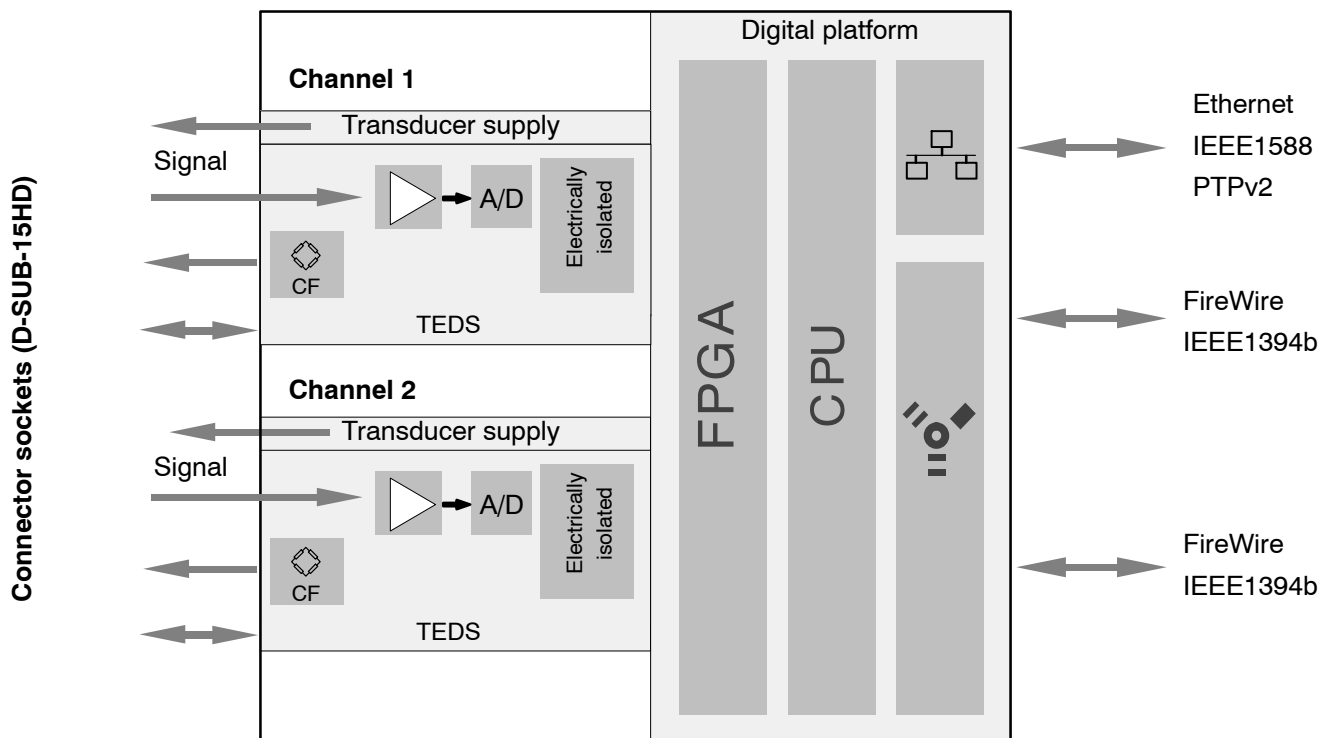 Digital platform
Connector sockets (D-SUB-15HD)
Channel 1
Transducer supply
Signal
A/D
Electrically
isolated
CF
TEDS
Channel 2
Transducer supply
Signal
A/D
Electrically
isolated
CF
TEDS
FPGA
CPU
Ethernet
IEEE1588
PTPv2
FireWire
IEEE1394b
FireWire
IEEE1394b